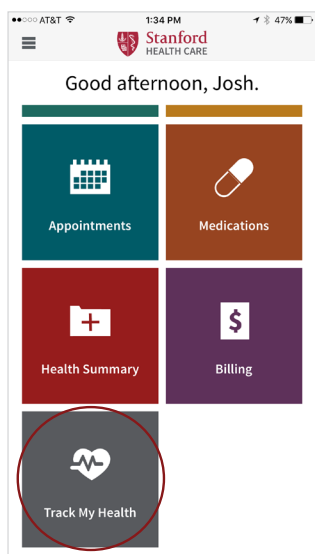 AT&T 1:34 PM 47%
Stanford
HEALTH CARE
Good afternoon, Josh.
Appointments
Medications
Health Summary
$
Billing
Track My Health